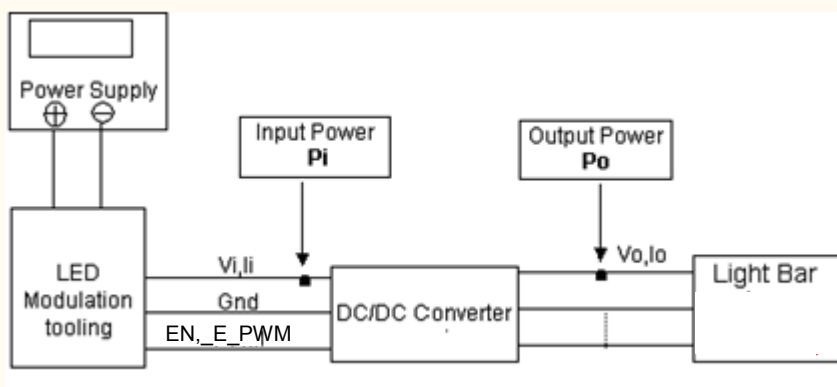 Power Supply
Input Power
Pi
Output Power
Po
LED
Modulation
tooling
Vi,Ii
Gnd
EN,_E_PWM
DC/DC Converter
Vo,Io
Light Bar